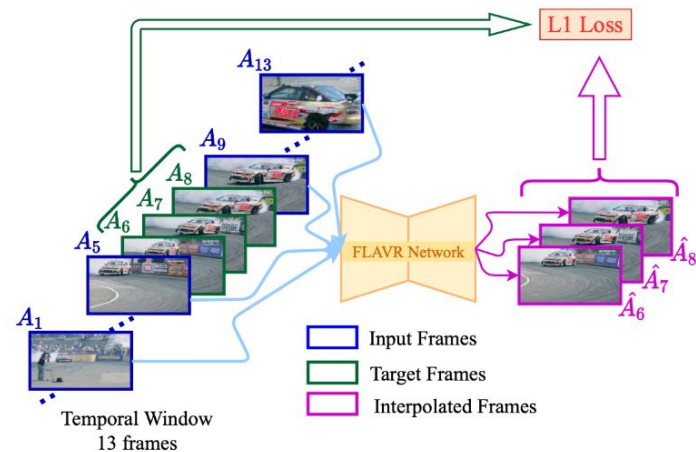 L1 Loss
A₁₃
A₉
A₈
A₇
A₆
A₅
A₁
FLAVR Network
Â₈
Â₇
Â₆
Input Frames
Target Frames
Interpolated Frames
Temporal Window
13 frames